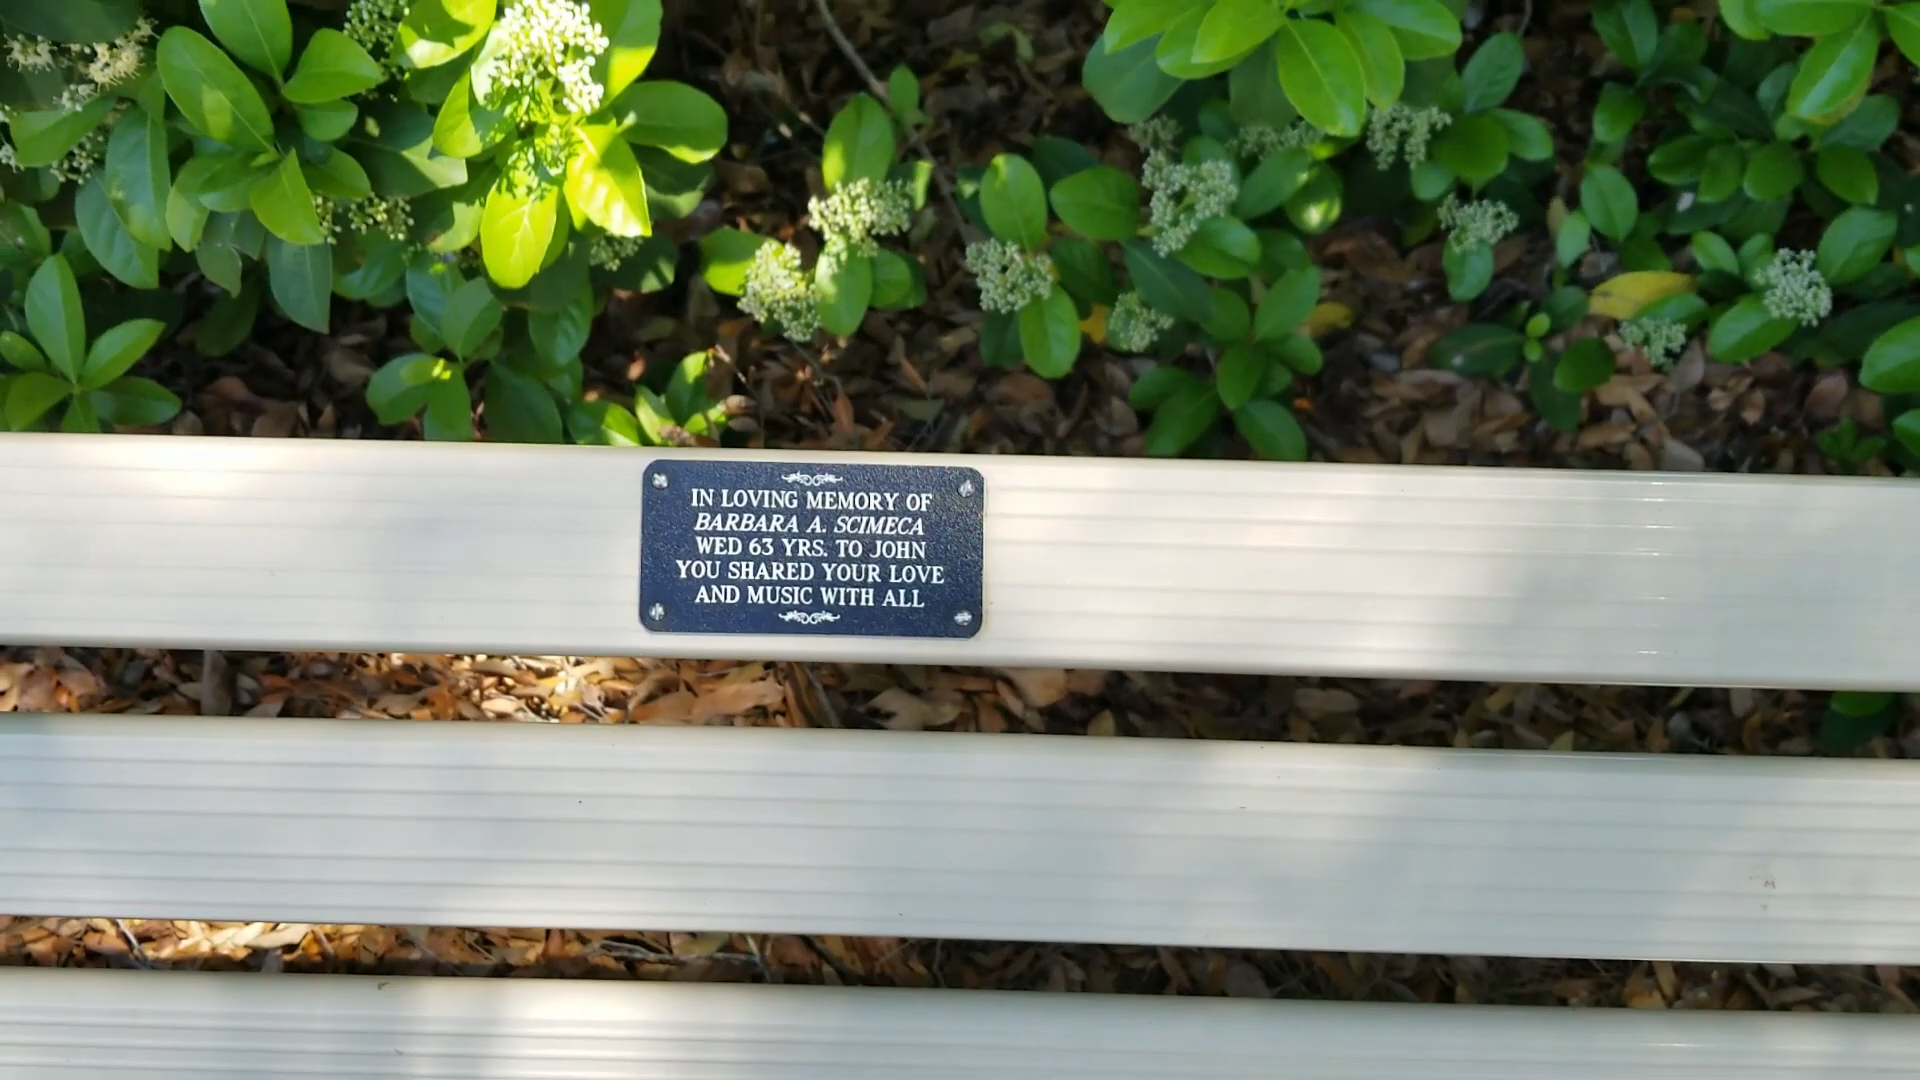 IN LOVING MEMORY OF
BARBARA A. SCIMECA
WED 63 YRS. TO JOHN
YOU SHARED YOUR LOVE
AND MUSIC WITH ALL